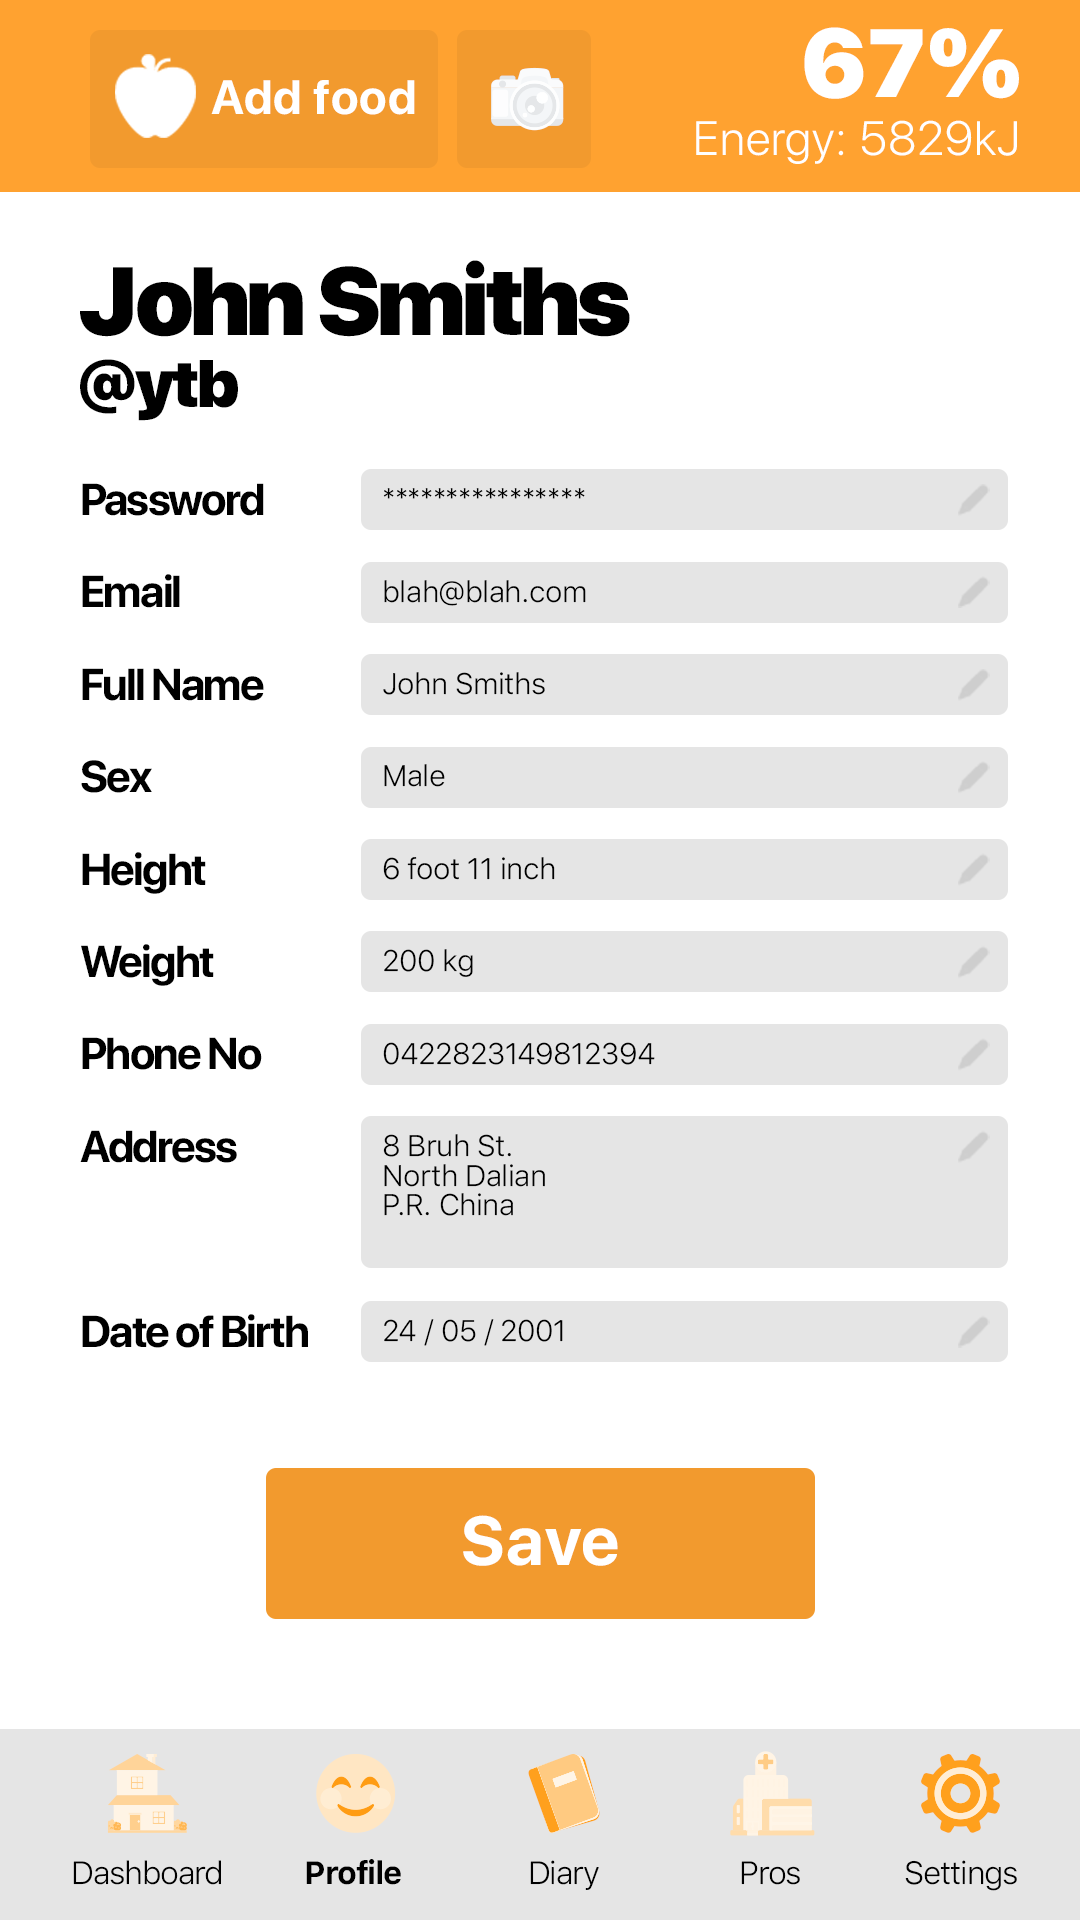 Add food
67%
Energy: 5829kJ
John Smiths
@ytb
Password
****************
Email
blah@blah.com
Full Name
John Smiths
Sex
Male
Height
6 foot 11 inch
Weight
200 kg
Phone No
0422823149812394
Address
8 Bruh St.
North Dalian
P.R. China
Date of Birth
24 / 05 / 2001
Save
Dashboard
Profile
Diary
Pros
Settings